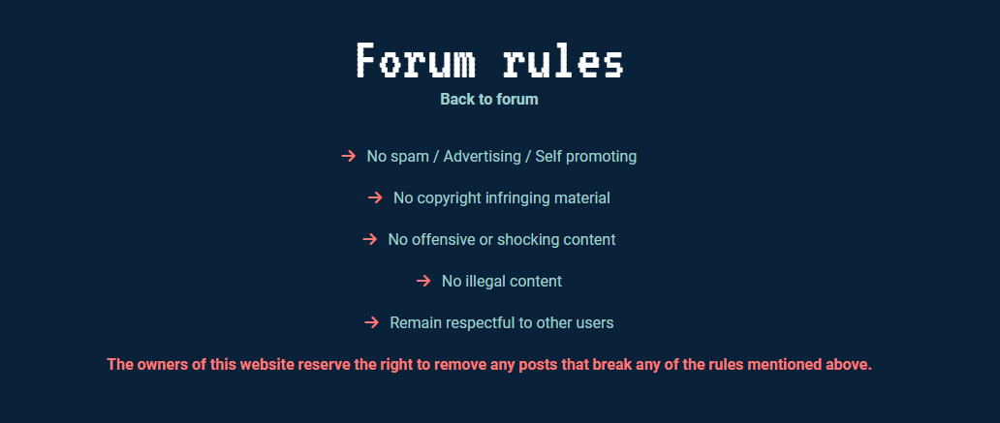 Forum rules
Back to forum
No spam / Advertising / Self promoting
No copyright infringing material
No offensive or shocking content
No illegal content
Remain respectful to other users
The owners of this website reserve the right to remove any posts that break any of the rules mentioned above.